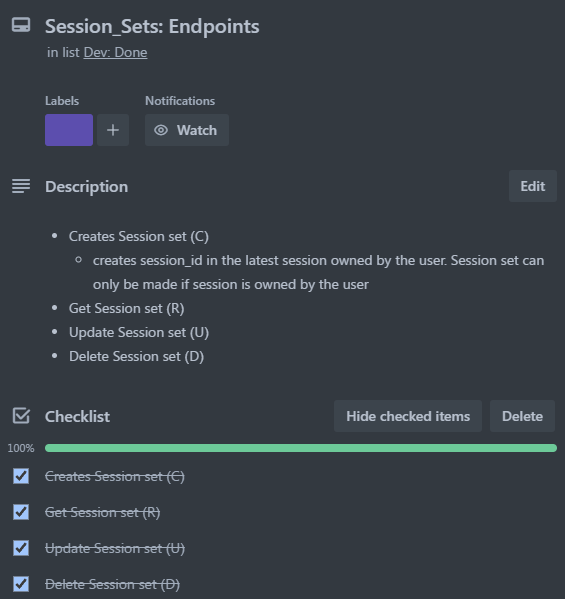 Session_Sets: Endpoints
in list Dev: Done
Labels Notifications
+ Watch
Description Edit
• Creates Session set (C)
◦ creates session_id in the latest session owned by the user. Session set can
only be made if session is owned by the user
• Get Session set (R)
• Update Session set (U)
• Delete Session set (D)
Checklist Hide checked items Delete
100%
Creates Session set (C)
Get Session set (R)
Update Session set (U)
Delete Session set (D)